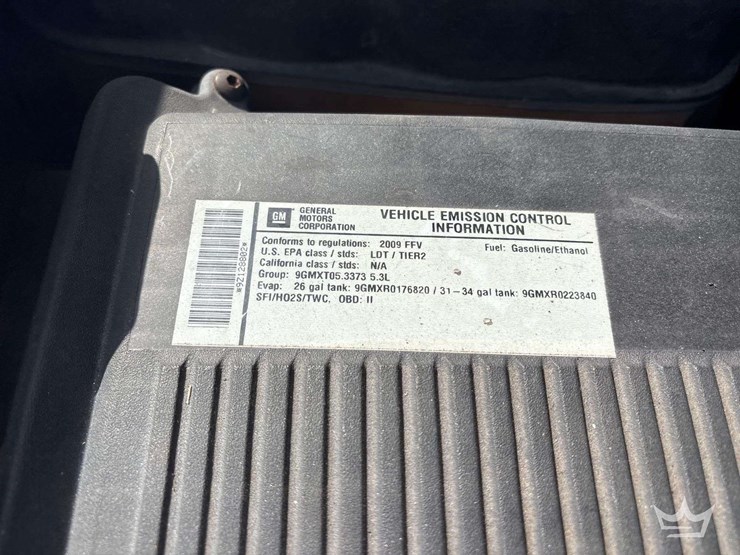 GM
GENERAL
MOTORS
CORPORATION
VEHICLE EMISSION CONTROL
INFORMATION
Conforms to regulations: 2009 FFV
Fuel: Gasoline/Ethanol
U.S. EPA class / stds: LDT / TIER2
California class / stds: N/A
Group: 9GMXT05.3373 5.3L
Evap: 26 gal tank: 9GMXR0176820 / 31-34 gal tank: 9GMXR0223840
SFI/HO2S/TWC, OBD: II
*9Z128802*